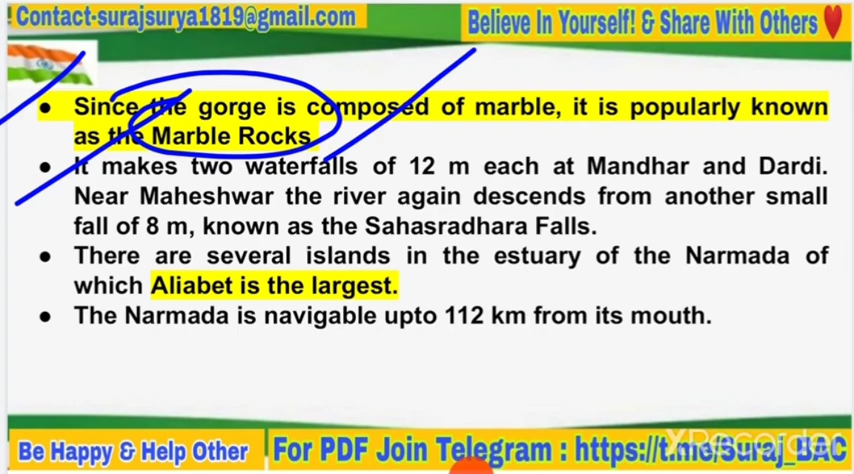 Contact-surajsurya1819@gmail.com
Believe In Yourself! & Share With Others ♥
● Since the gorge is composed of marble, it is popularly known
as the Marble Rocks
● It makes two waterfalls of 12 m each at Mandhar and Dardi.
Near Maheshwar the river again descends from another small
fall of 8 m, known as the Sahasradhara Falls.
● There are several islands in the estuary of the Narmada of
which Aliabet is the largest.
● The Narmada is navigable upto 112 km from its mouth.
Be Happy & Help Other
For PDF Join Telegram : https://t.me/Suraj_BAC
XRecorder